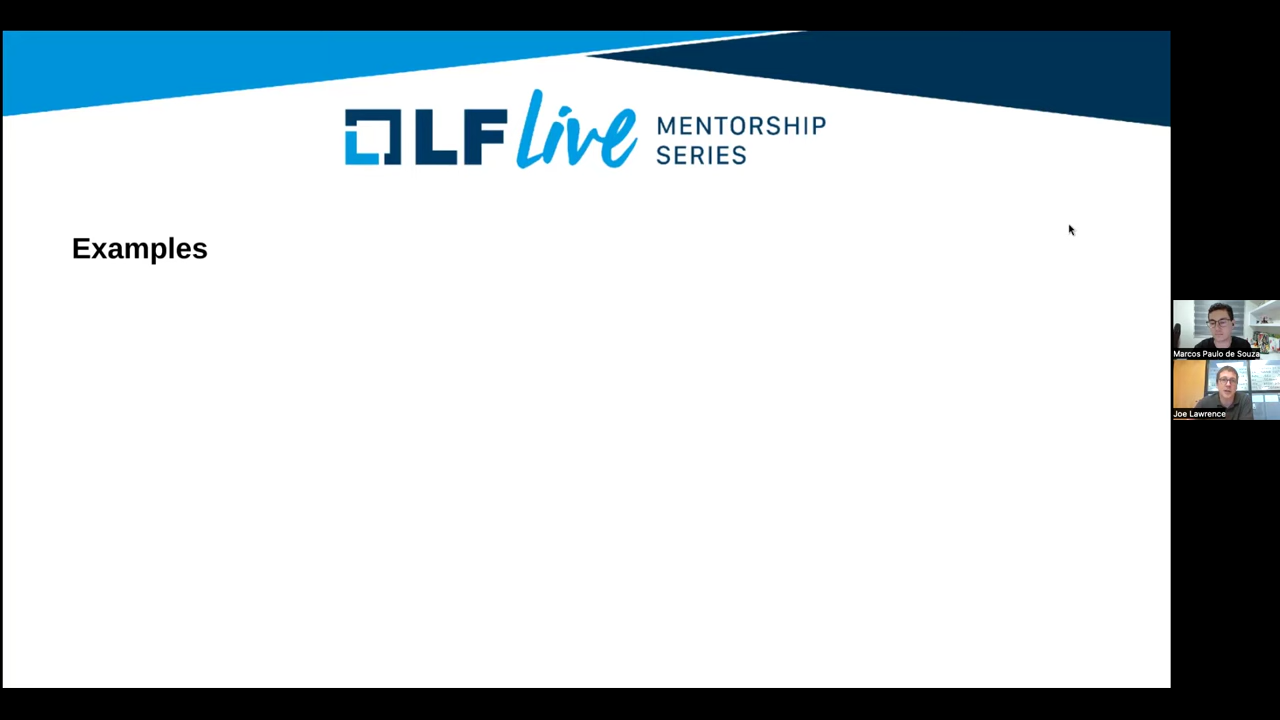 LF Live MENTORSHIP
SERIES
Examples
Marcos Paulo de Souza
Joe Lawrence